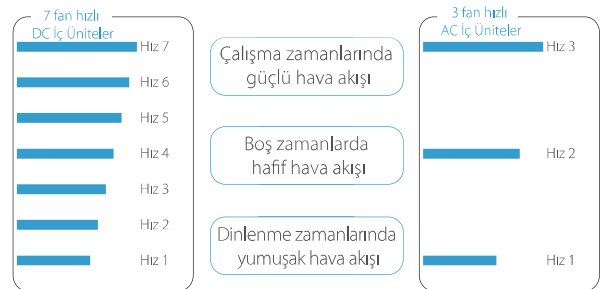 7 fan hızlı
DC İç Üniteler
Hız 7
Hız 6
Hız 5
Hız 4
Hız 3
Hız 2
Hız 1
Çalışma zamanlarında
güçlü hava akışı
Boş zamanlarda
hafif hava akışı
Dinlenme zamanlarında
yumuşak hava akışı
3 fan hızlı
AC İç Üniteler
Hız 3
Hız 2
Hız 1